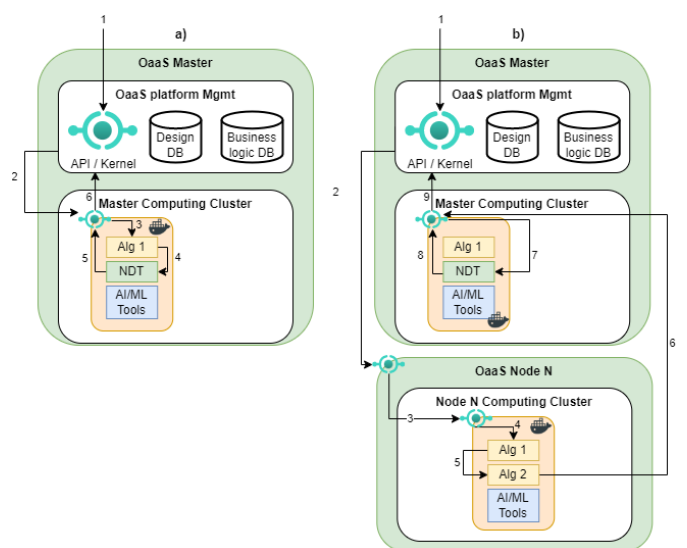 1
a)
OaaS Master
OaaS platform Mgmt
Design
DB
Business
logic DB
API / Kernel
2
6
Master Computing Cluster
3
Alg 1
5
4
NDT
AI/ML
Tools
1
b)
OaaS Master
OaaS platform Mgmt
Design
DB
Business
logic DB
API / Kernel
2
9
Master Computing Cluster
Alg 1
8
7
NDT
AI/ML
Tools
6
OaaS Node N
Node N Computing Cluster
3
4
Alg 1
5
Alg 2
AI/ML
Tools